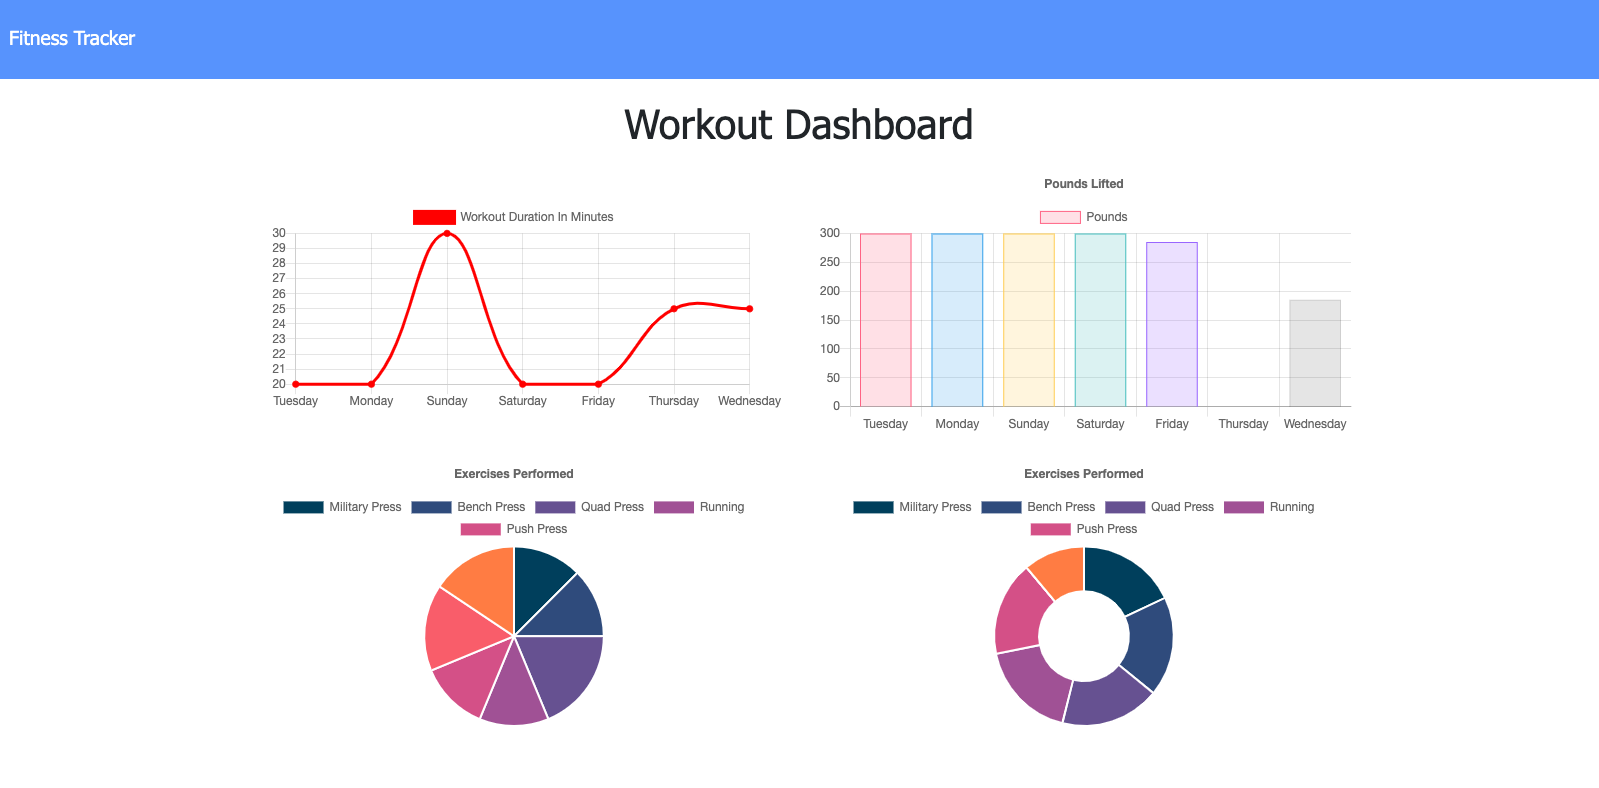 Fitness Tracker
Workout Dashboard
Workout Duration In Minutes
30
29
28
27
26
25
24
23
22
21
20
Tuesday Monday Sunday Saturday Friday Thursday Wednesday
Pounds Lifted
Pounds
300
250
200
150
100
50
0
Tuesday Monday Sunday Saturday Friday Thursday Wednesday
Exercises Performed
Military Press Bench Press Quad Press Running
Push Press
Exercises Performed
Military Press Bench Press Quad Press Running
Push Press